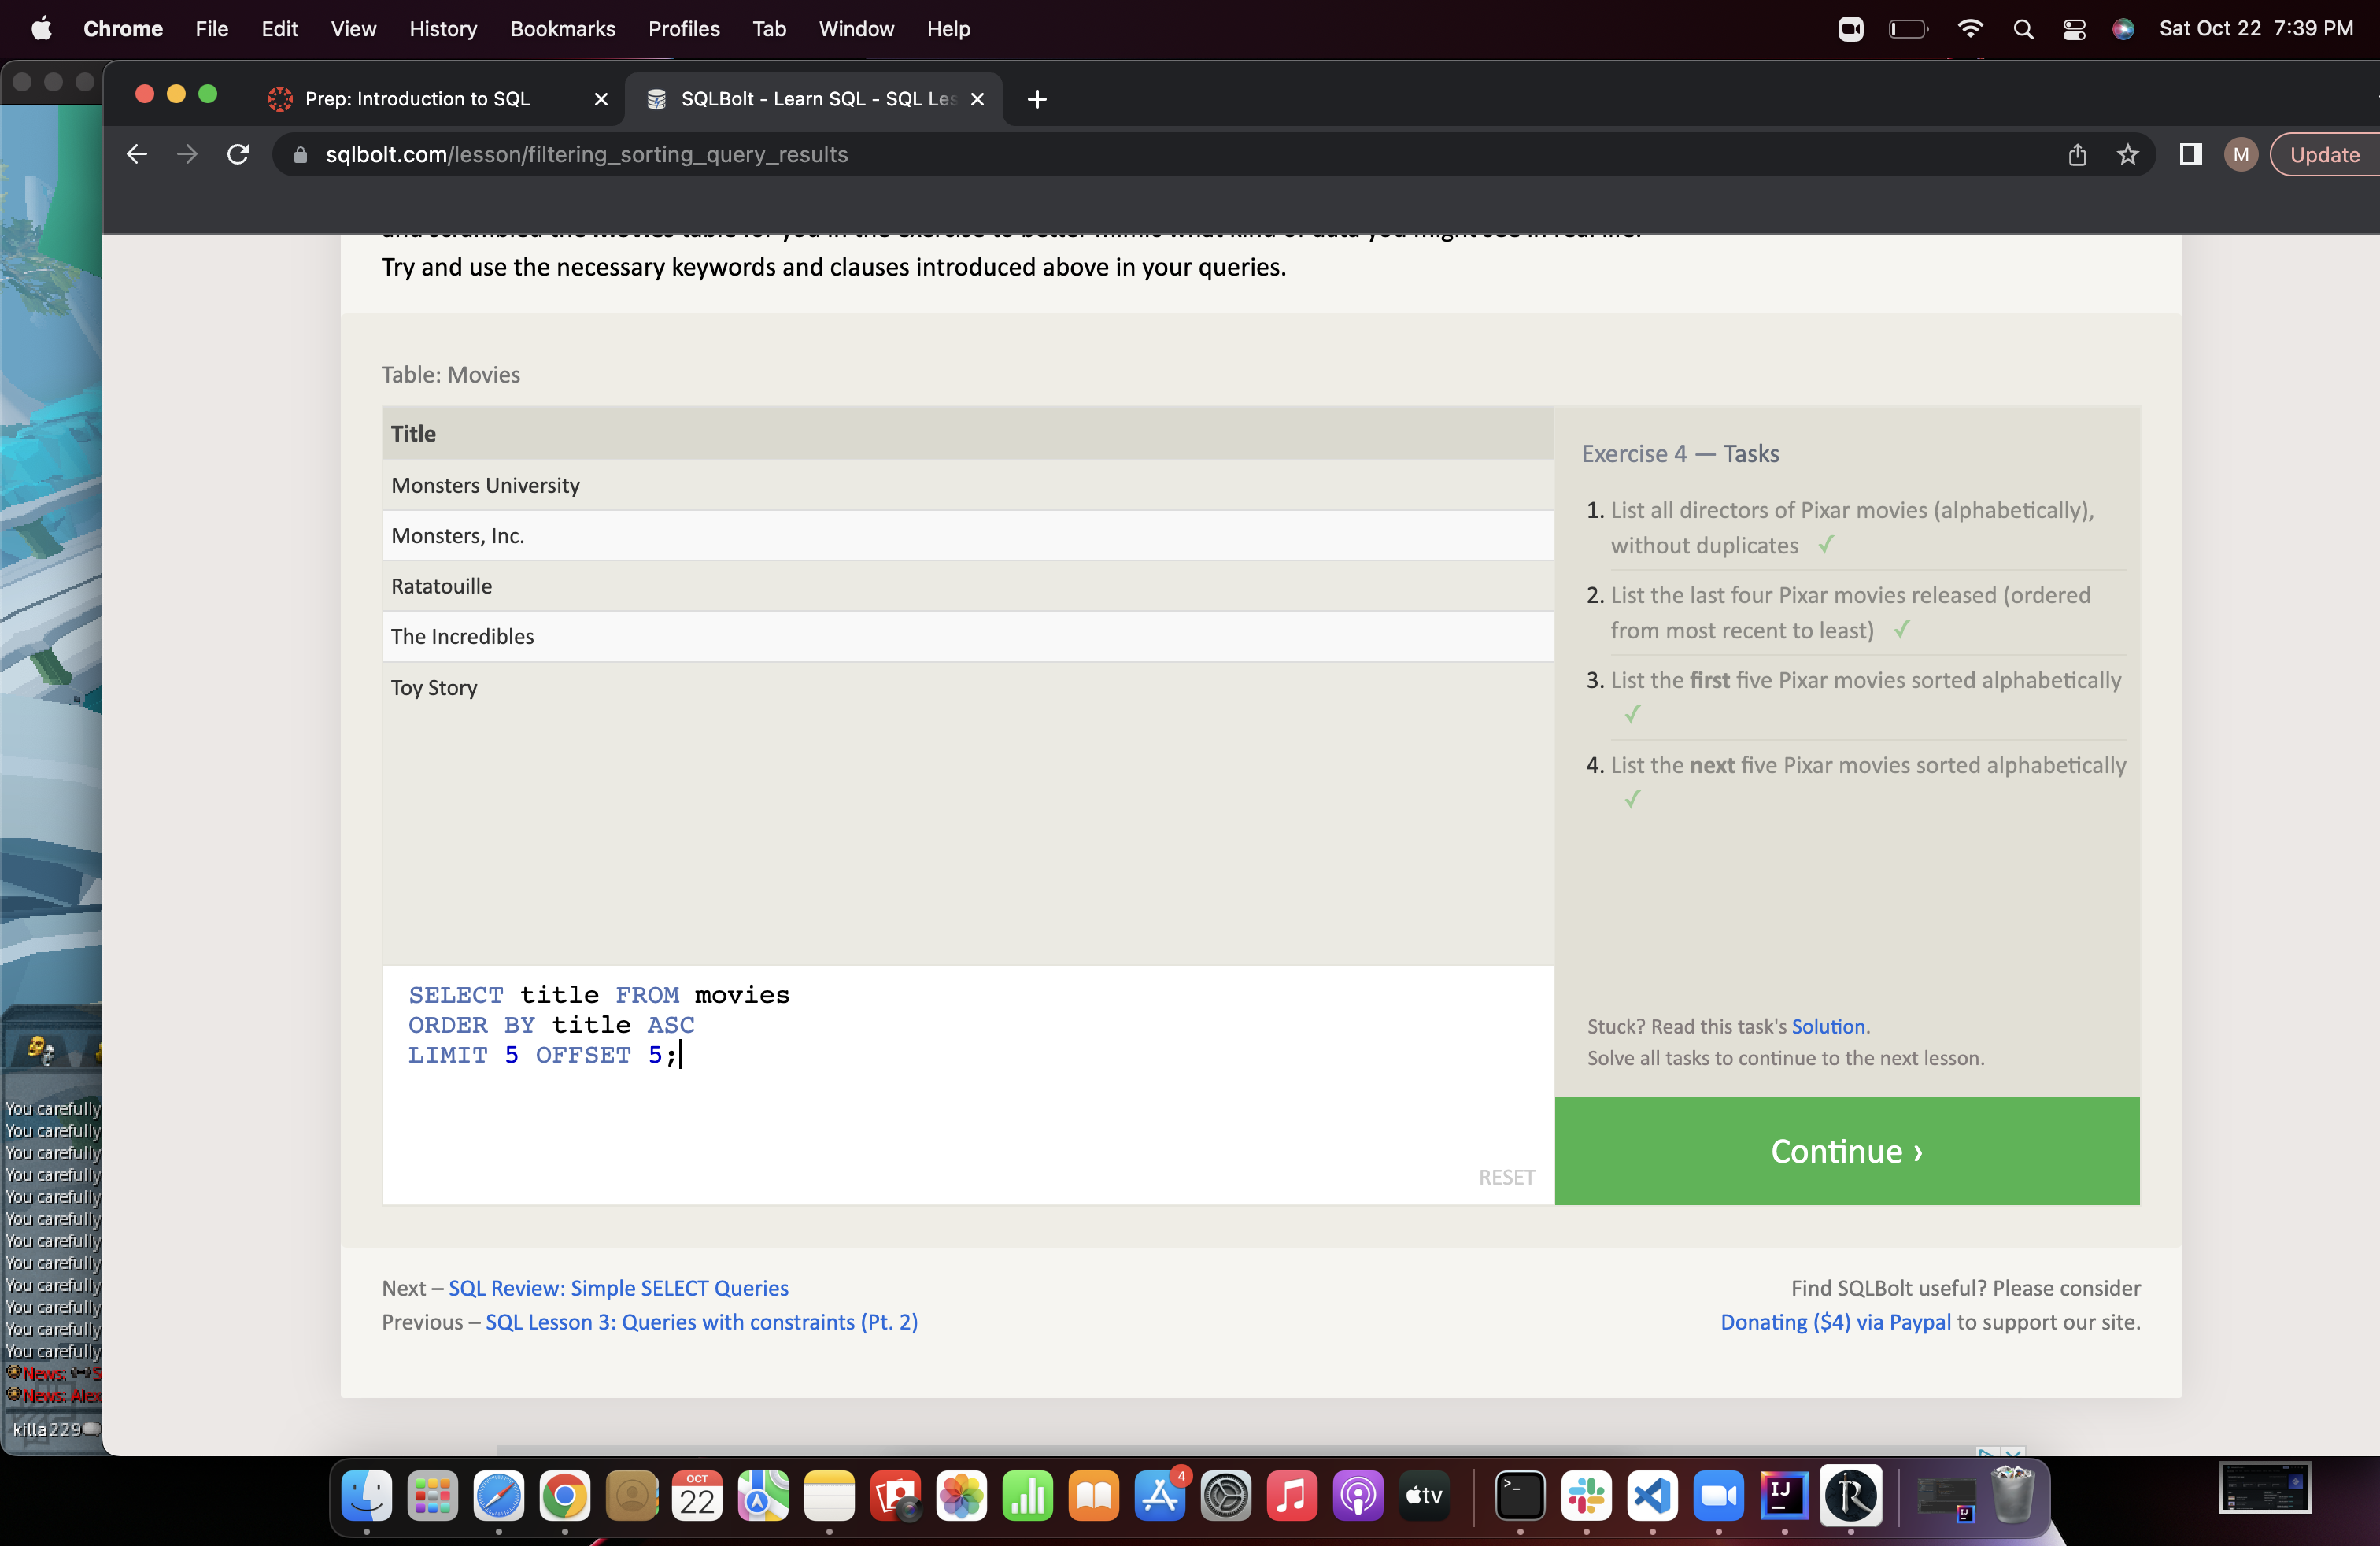 Chrome File Edit View History Bookmarks Profiles Tab Window Help
Sat Oct 22 7:39 PM
Prep: Introduction to SQL
SQLBolt - Learn SQL - SQL Les
sqlbolt.com/lesson/filtering_sorting_query_results
M
Update
Try and use the necessary keywords and clauses introduced above in your queries.
Table: Movies
Title
Monsters University
Monsters, Inc.
Ratatouille
The Incredibles
Toy Story
SELECT title FROM movies
ORDER BY title ASC
LIMIT 5 OFFSET 5;
RESET
Exercise 4 — Tasks
1. List all directors of Pixar movies (alphabetically),
without duplicates ✓
2. List the last four Pixar movies released (ordered
from most recent to least) ✓
3. List the first five Pixar movies sorted alphabetically
✓
4. List the next five Pixar movies sorted alphabetically
✓
Stuck? Read this task's Solution.
Solve all tasks to continue to the next lesson.
Continue ›
Next – SQL Review: Simple SELECT Queries
Previous – SQL Lesson 3: Queries with constraints (Pt. 2)
Find SQLBolt useful? Please consider
Donating ($4) via Paypal to support our site.
You carefully
You carefully
You carefully
You carefully
You carefully
You carefully
You carefully
You carefully
You carefully
You carefully
You carefully
You carefully
News:
News: Alex
killa229
OCT
22
4
tv
IJ